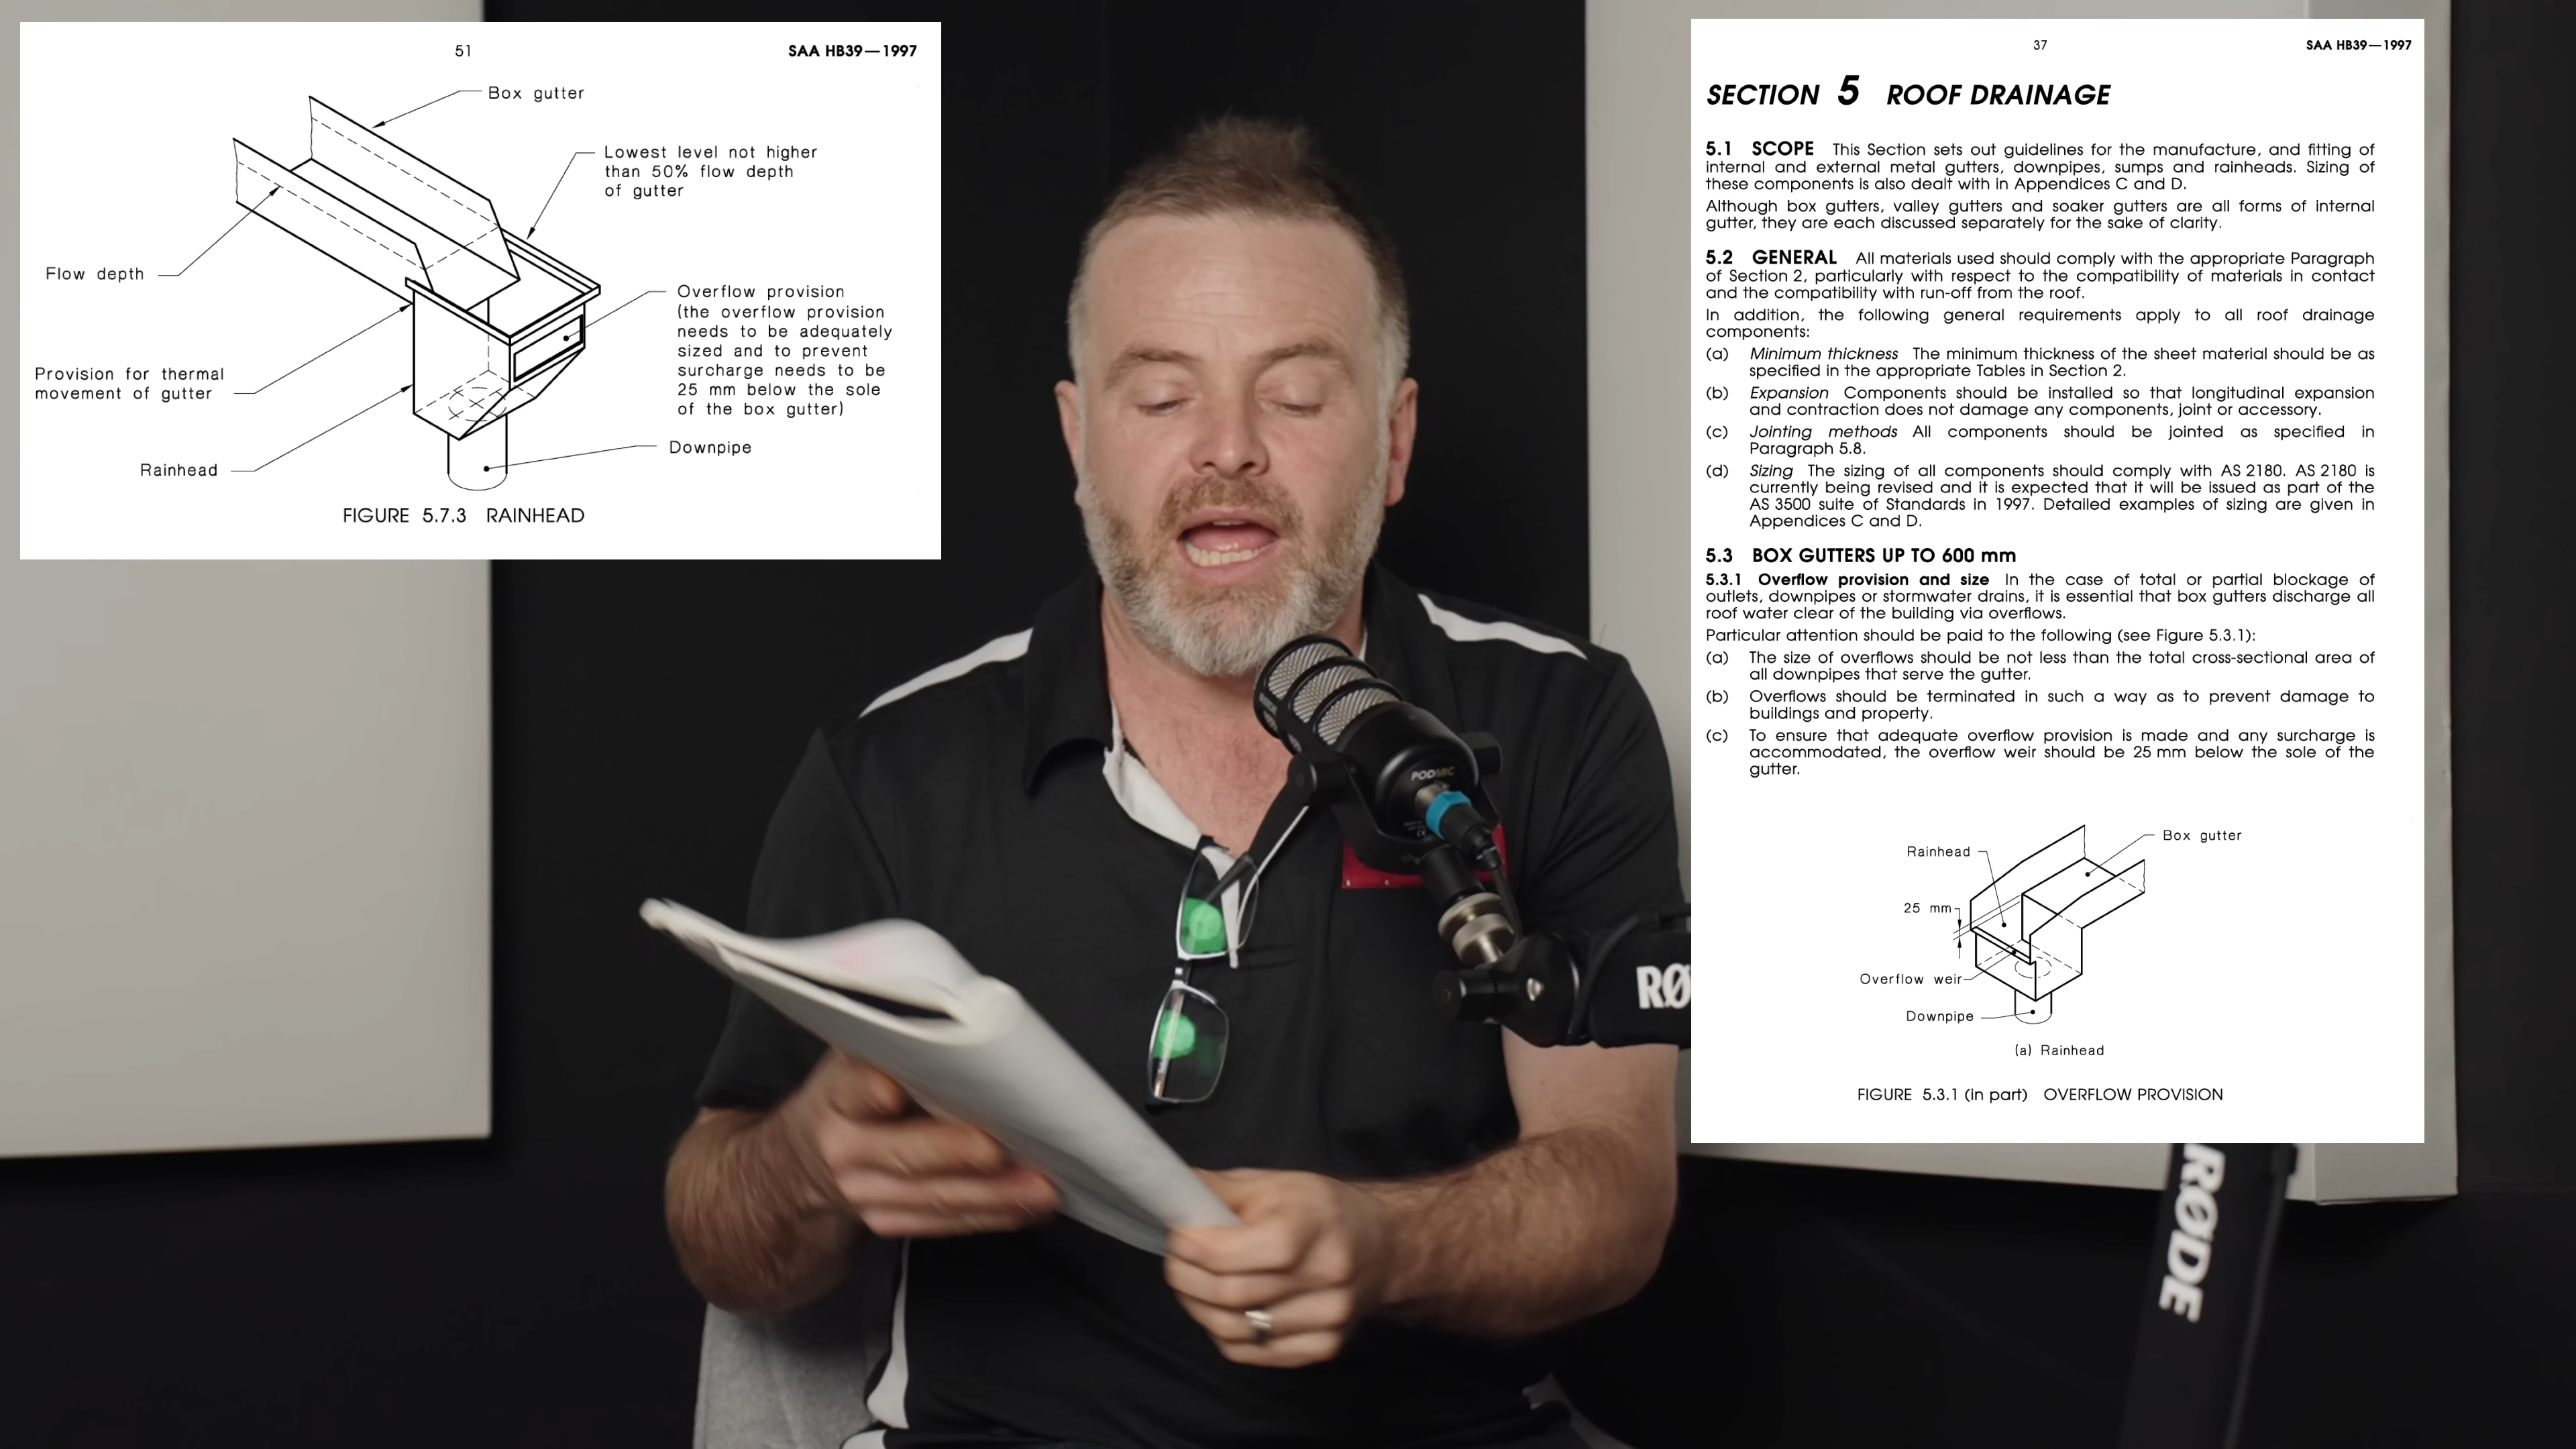 51
SAA HB39—1997
Box gutter
Lowest level not higher
than 50% flow depth
of gutter
Flow depth
Overflow provision
(the overflow provision
needs to be adequately
sized and to prevent
surcharge needs to be
25 mm below the sole
of the box gutter)
Provision for thermal
movement of gutter
Downpipe
Rainhead
FIGURE 5.7.3 RAINHEAD
37
SAA HB39—1997
SECTION 5 ROOF DRAINAGE
5.1 SCOPE This Section sets out guidelines for the manufacture, and fitting of
internal and external metal gutters, downpipes, sumps and rainheads. Sizing of
these components is also dealt with in Appendices C and D.
Although box gutters, valley gutters and soaker gutters are all forms of internal
gutter, they are each discussed separately for the sake of clarity.
5.2 GENERAL All materials used should comply with the appropriate Paragraph
of Section 2, particularly with respect to the compatibility of materials in contact
and the compatibility with run-off from the roof.
In addition, the following general requirements apply to all roof drainage
components:
(a) Minimum thickness The minimum thickness of the sheet material should be as
specified in the appropriate Tables in Section 2.
(b) Expansion Components should be installed so that longitudinal expansion
and contraction does not damage any components, joint or accessory.
(c) Jointing methods All components should be jointed as specified in
Paragraph 5.8.
(d) Sizing The sizing of all components should comply with AS 2180. AS 2180 is
currently being revised and it is expected that it will be issued as part of the
AS 3500 suite of Standards in 1997. Detailed examples of sizing are given in
Appendices C and D.
5.3 BOX GUTTERS UP TO 600 mm
5.3.1 Overflow provision and size In the case of total or partial blockage of
outlets, downpipes or stormwater drains, it is essential that box gutters discharge all
roof water clear of the building via overflows.
Particular attention should be paid to the following (see Figure 5.3.1):
(a) The size of overflows should be not less than the total cross-sectional area of
all downpipes that serve the gutter.
(b) Overflows should be terminated in such a way as to prevent damage to
buildings and property.
(c) To ensure that adequate overflow provision is made and any surcharge is
accommodated, the overflow weir should be 25 mm below the sole of the
gutter.
Box gutter
Rainhead
25 mm
Overflow weir
Downpipe
(a) Rainhead
FIGURE 5.3.1 (in part) OVERFLOW PROVISION
PODMIC
RØ
RØDE